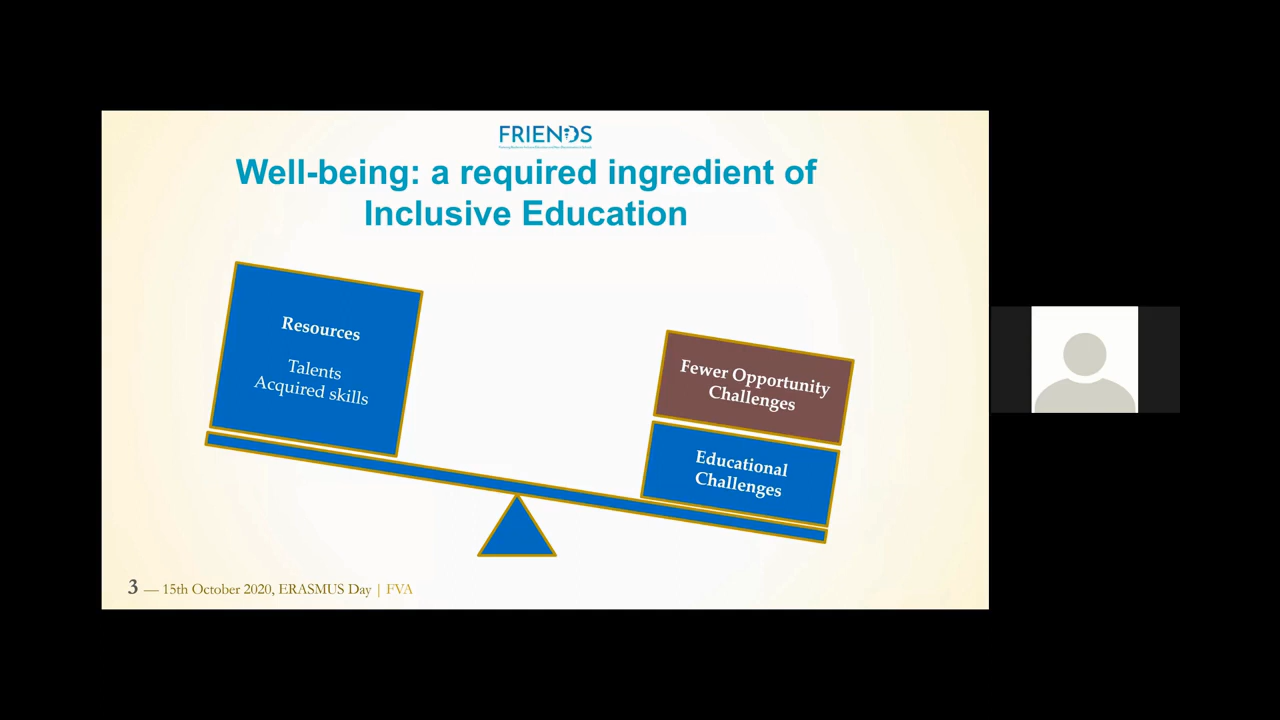 FRIENDS
Well-being: a required ingredient of
Inclusive Education
Resources
Talents
Acquired skills
Fewer Opportunity
Challenges
Educational
Challenges
3 — 15th October 2020, ERASMUS Day | FVA